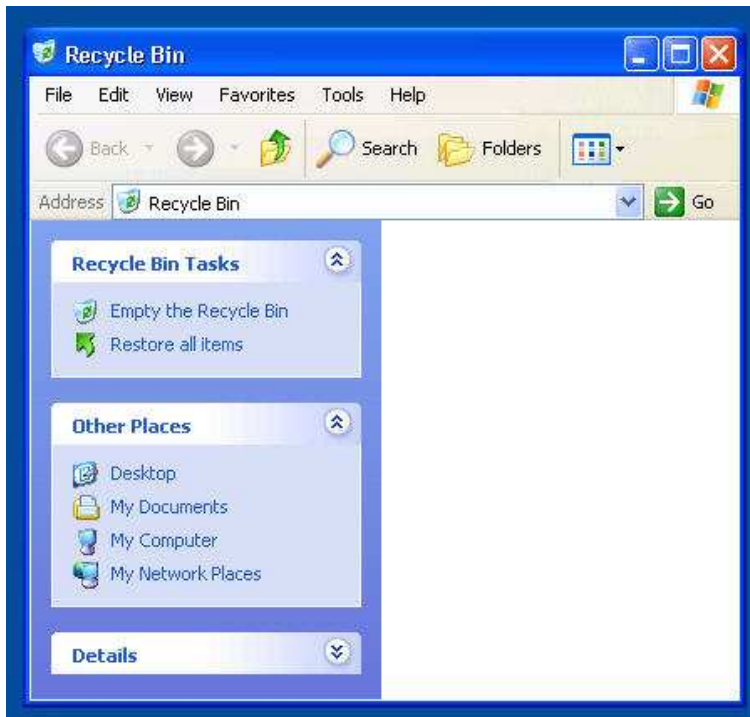 Recycle Bin
File Edit View Favorites Tools Help
Back Search Folders
Address Recycle Bin Go
Recycle Bin Tasks
Empty the Recycle Bin
Restore all items
Other Places
Desktop
My Documents
My Computer
My Network Places
Details